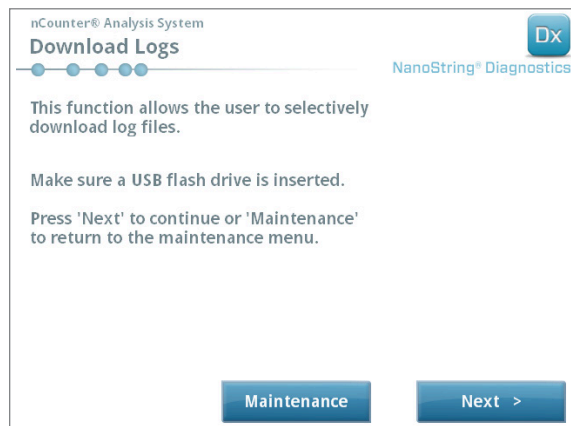 nCounter® Analysis System
Download Logs
Dx
NanoString® Diagnostics
This function allows the user to selectively
download log files.
Make sure a USB flash drive is inserted.
Press 'Next' to continue or 'Maintenance'
to return to the maintenance menu.
Maintenance
Next >